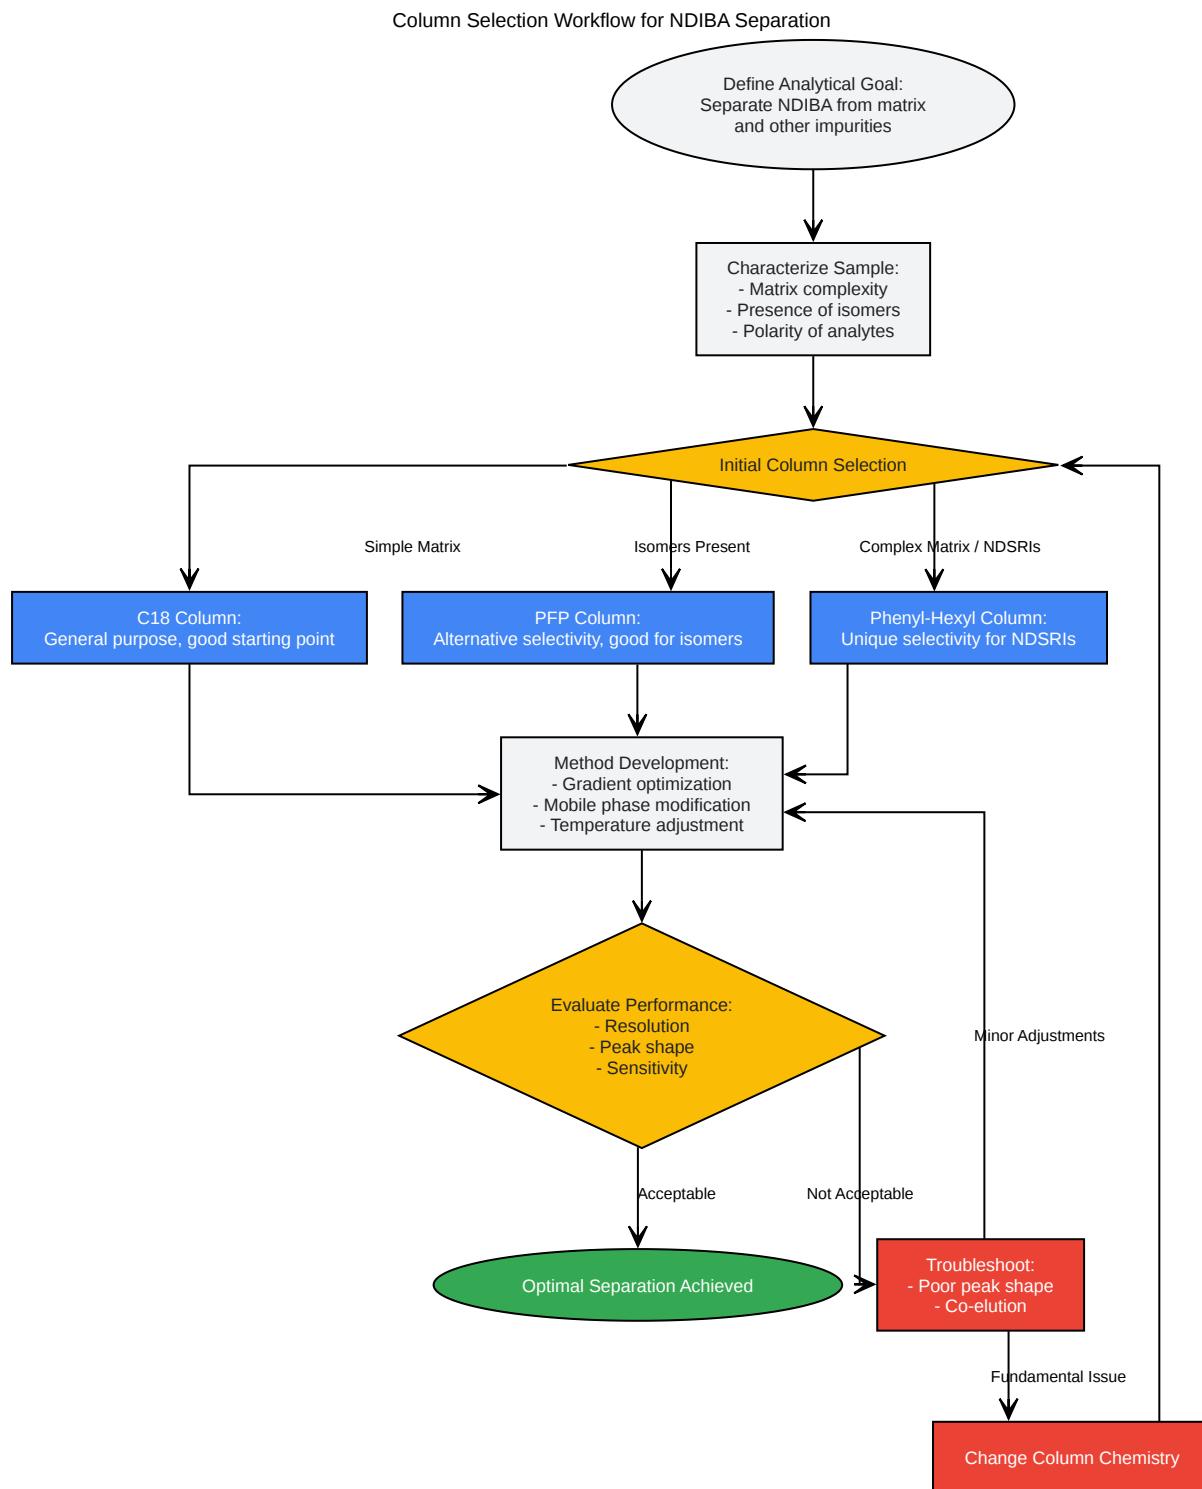 Column Selection Workflow for NDIBA Separation
Define Analytical Goal:
Separate NDIBA from matrix
and other impurities
Characterize Sample:
- Matrix complexity
- Presence of isomers
- Polarity of analytes
Initial Column Selection
Simple Matrix
Isomers Present
Complex Matrix / NDSRIs
C18 Column:
General purpose, good starting point
PFP Column:
Alternative selectivity, good for isomers
Phenyl-Hexyl Column:
Unique selectivity for NDSRIs
Method Development:
- Gradient optimization
- Mobile phase modification
- Temperature adjustment
Evaluate Performance:
- Resolution
- Peak shape
- Sensitivity
Minor Adjustments
Acceptable
Not Acceptable
Optimal Separation Achieved
Troubleshoot:
- Poor peak shape
- Co-elution
Fundamental Issue
Change Column Chemistry